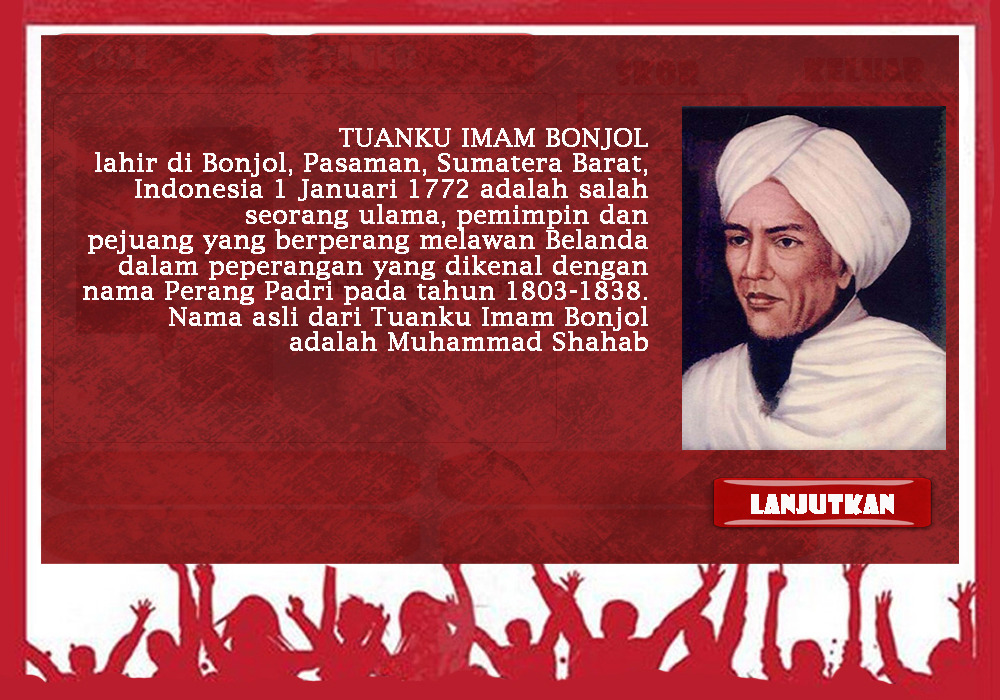 SKOR
KELUAR
TUANKU IMAM BONJOL
lahir di Bonjol, Pasaman, Sumatera Barat,
Indonesia 1 Januari 1772 adalah salah
seorang ulama, pemimpin dan
pejuang yang berperang melawan Belanda
dalam peperangan yang dikenal dengan
nama Perang Padri pada tahun 1803-1838.
Nama asli dari Tuanku Imam Bonjol
adalah Muhammad Shahab
LANJUTKAN